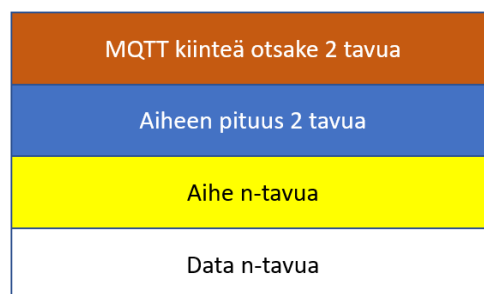 MQTT kiinteä otsake 2 tavua
Aiheen pituus 2 tavua
Aihe n-tavua
Data n-tavua